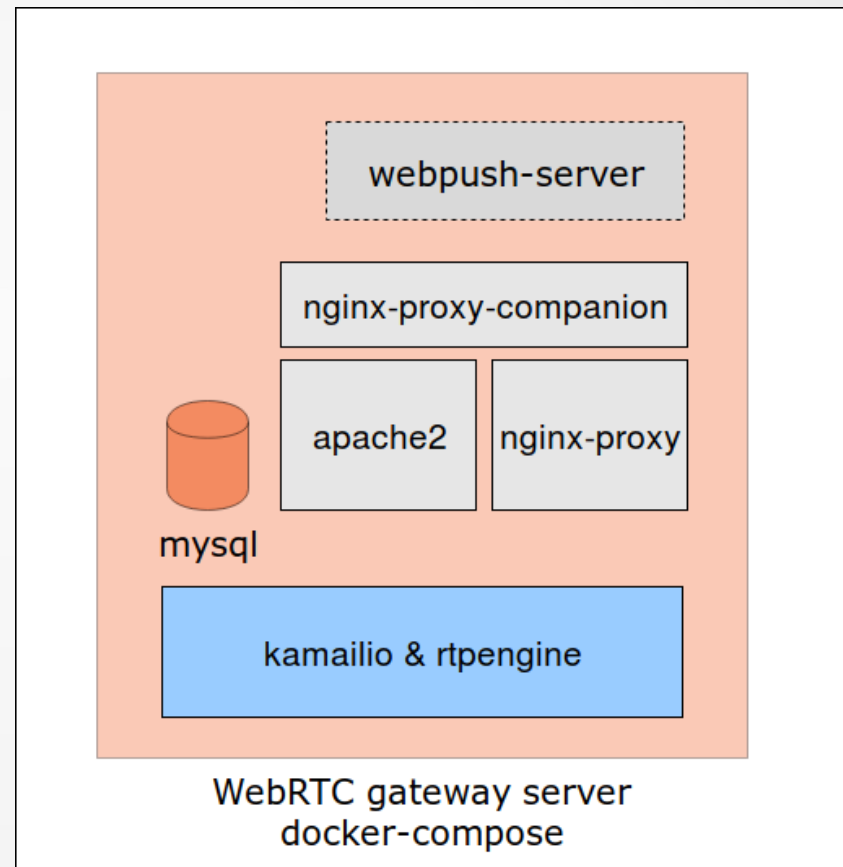 webpush-server
nginx-proxy-companion
apache2
nginx-proxy
mysql
kamailio & rtpengine
WebRTC gateway server
docker-compose